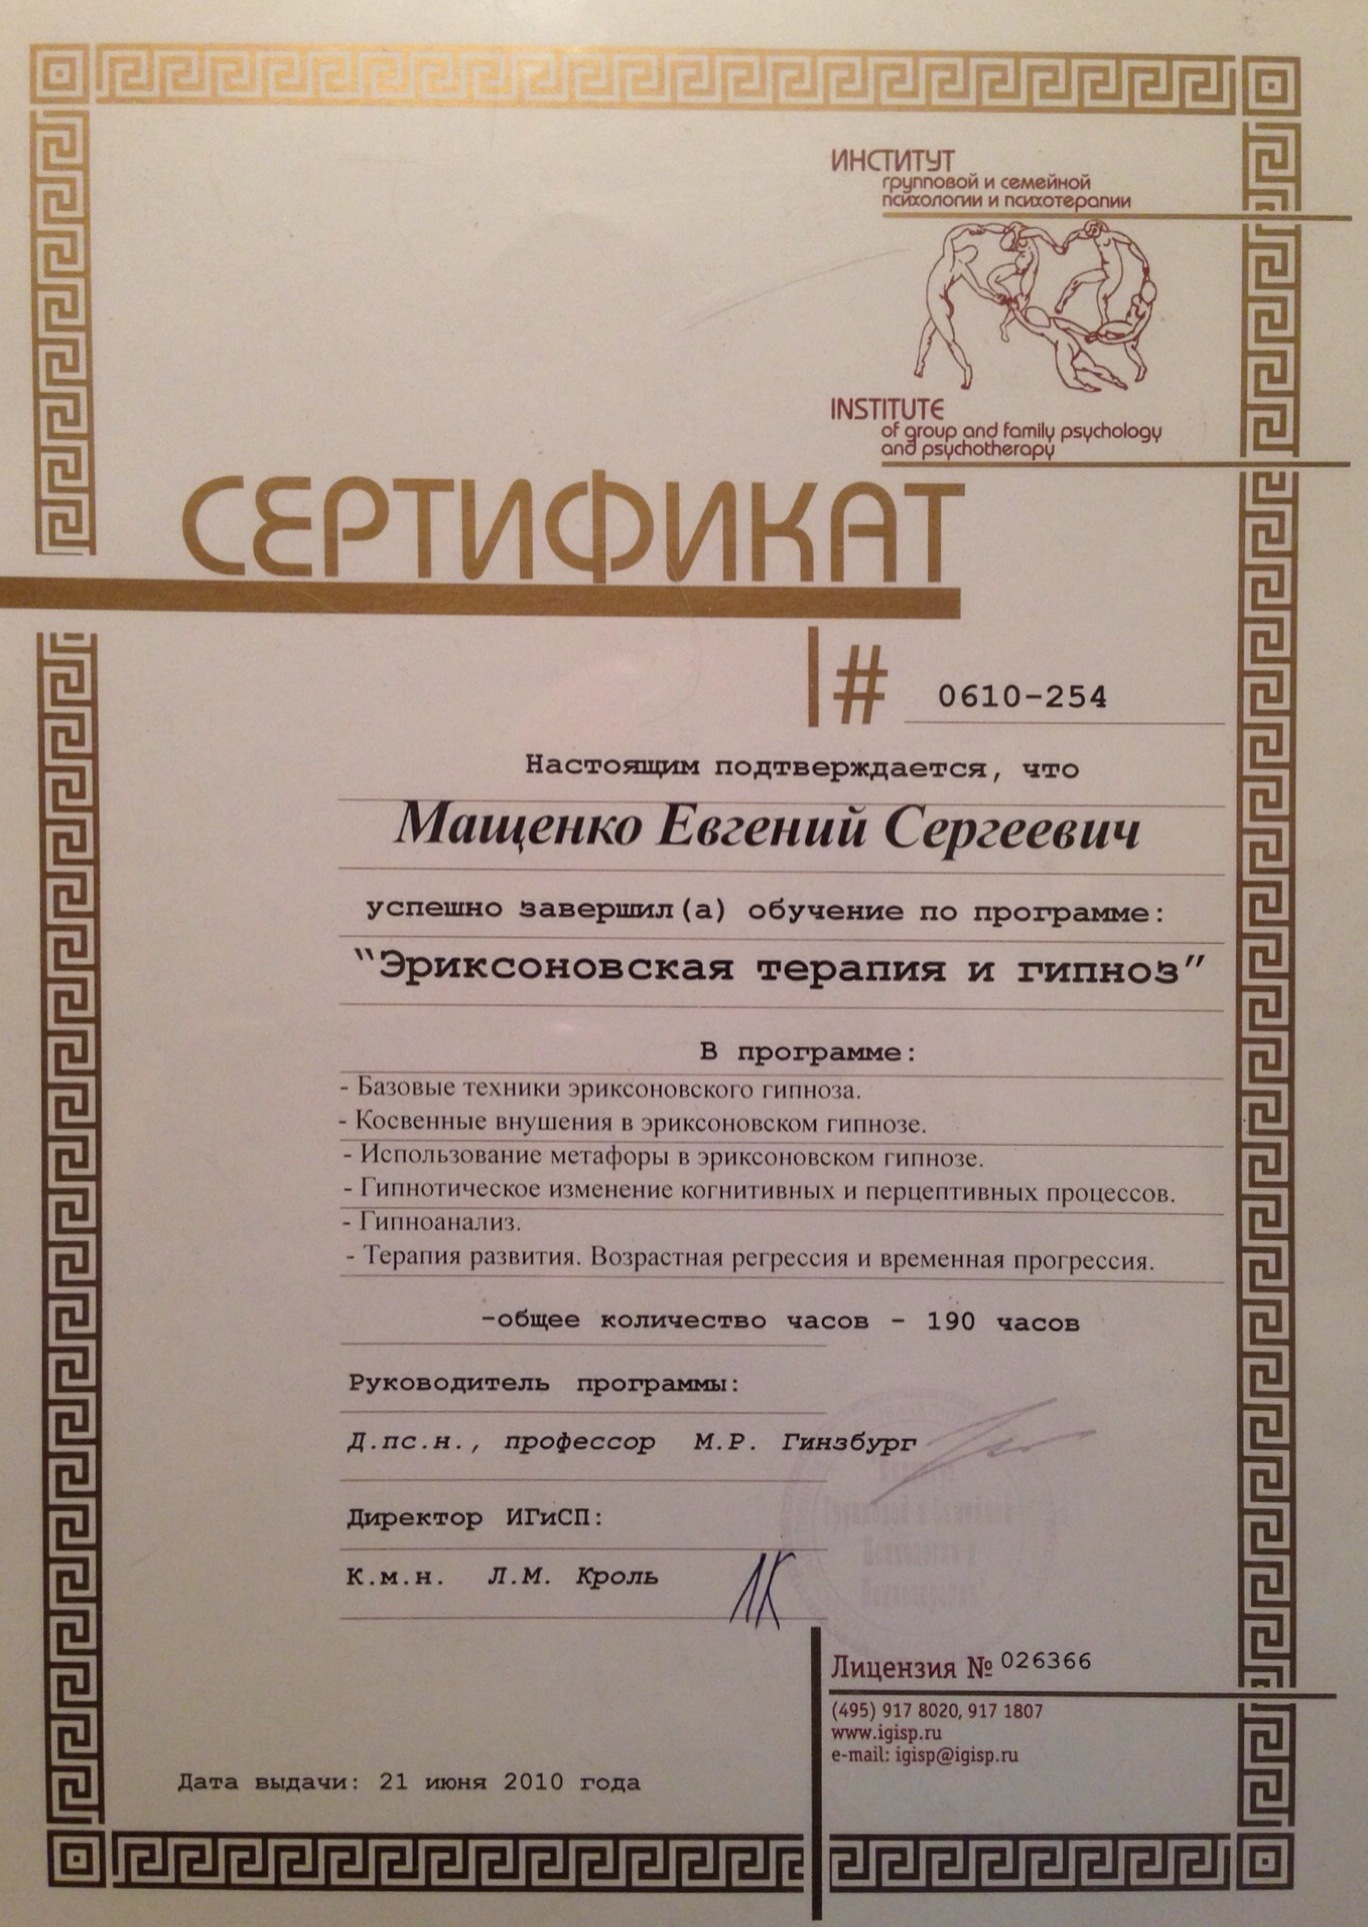 ИНСТИТУТ
групповой и семейной
психологии и психотерапии
INSTITUTE
of group and family psychology
and psychotherapy
СЕРТИФИКАТ
# 0610-254
Настоящим подтверждается, что
Мащенко Евгений Сергеевич
успешно завершил(а) обучение по программе:
"Эриксоновская терапия и гипноз"
В программе:
- Базовые техники эриксоновского гипноза.
- Косвенные внушения в эриксоновском гипнозе.
- Использование метафоры в эриксоновском гипнозе.
- Гипнотическое изменение когнитивных и перцептивных процессов.
- Гипноанализ.
- Терапия развития. Возрастная регрессия и временная прогрессия.
-общее количество часов - 190 часов
Руководитель программы:
Д.пс.н., профессор М.Р. Гинзбург
Директор ИГиСП:
К.м.н. Л.М. Кроль
Групповой и Семейной
Психологии и
Психотерапии
Лицензия № 026366
(495) 917 8020, 917 1807
www.igisp.ru
e-mail: igisp@igisp.ru
Дата выдачи: 21 июня 2010 года